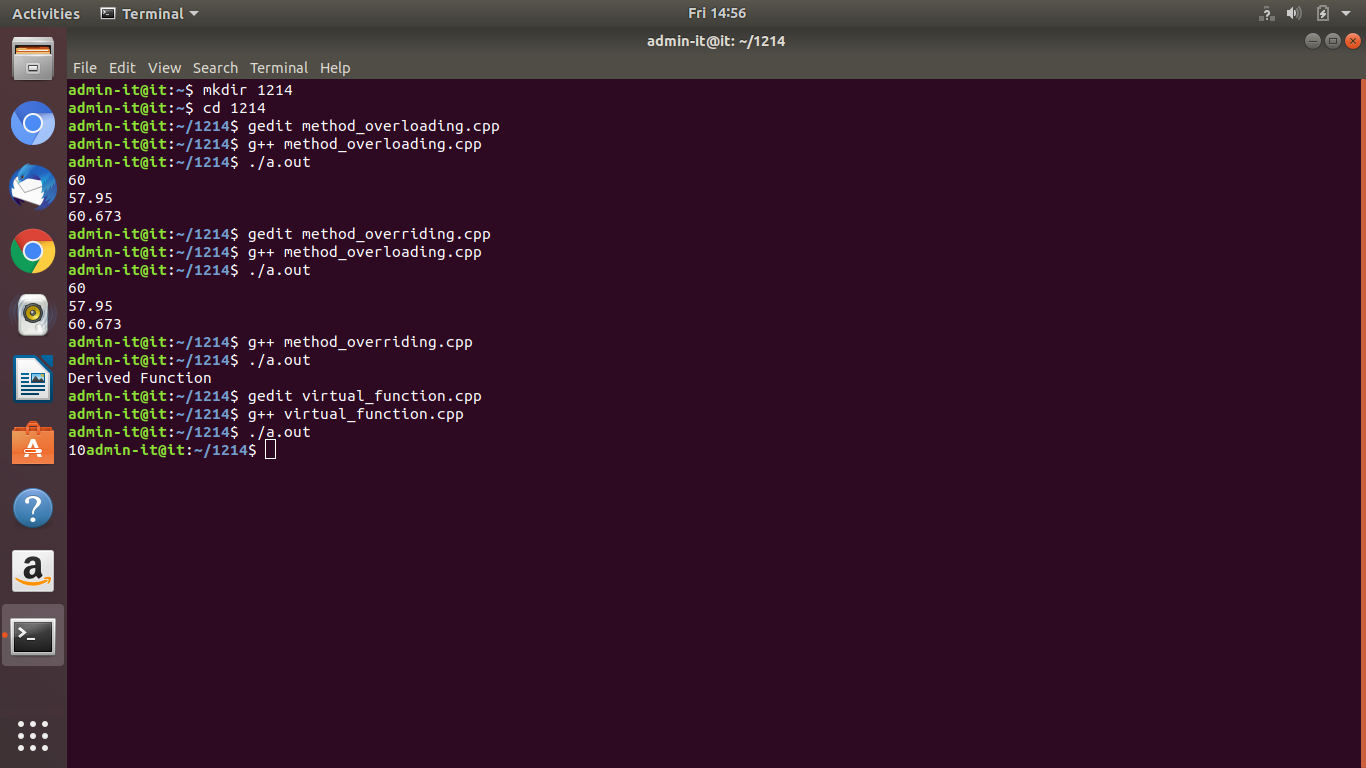 Activities Terminal Fri 14:56
admin-it@it: ~/1214
File Edit View Search Terminal Help
admin-it@it:~$ mkdir 1214
admin-it@it:~$ cd 1214
admin-it@it:~/1214$ gedit method_overloading.cpp
admin-it@it:~/1214$ g++ method_overloading.cpp
admin-it@it:~/1214$ ./a.out
60
57.95
60.673
admin-it@it:~/1214$ gedit method_overriding.cpp
admin-it@it:~/1214$ g++ method_overloading.cpp
admin-it@it:~/1214$ ./a.out
60
57.95
60.673
admin-it@it:~/1214$ g++ method_overriding.cpp
admin-it@it:~/1214$ ./a.out
Derived Function
admin-it@it:~/1214$ gedit virtual_function.cpp
admin-it@it:~/1214$ g++ virtual_function.cpp
admin-it@it:~/1214$ ./a.out
10admin-it@it:~/1214$